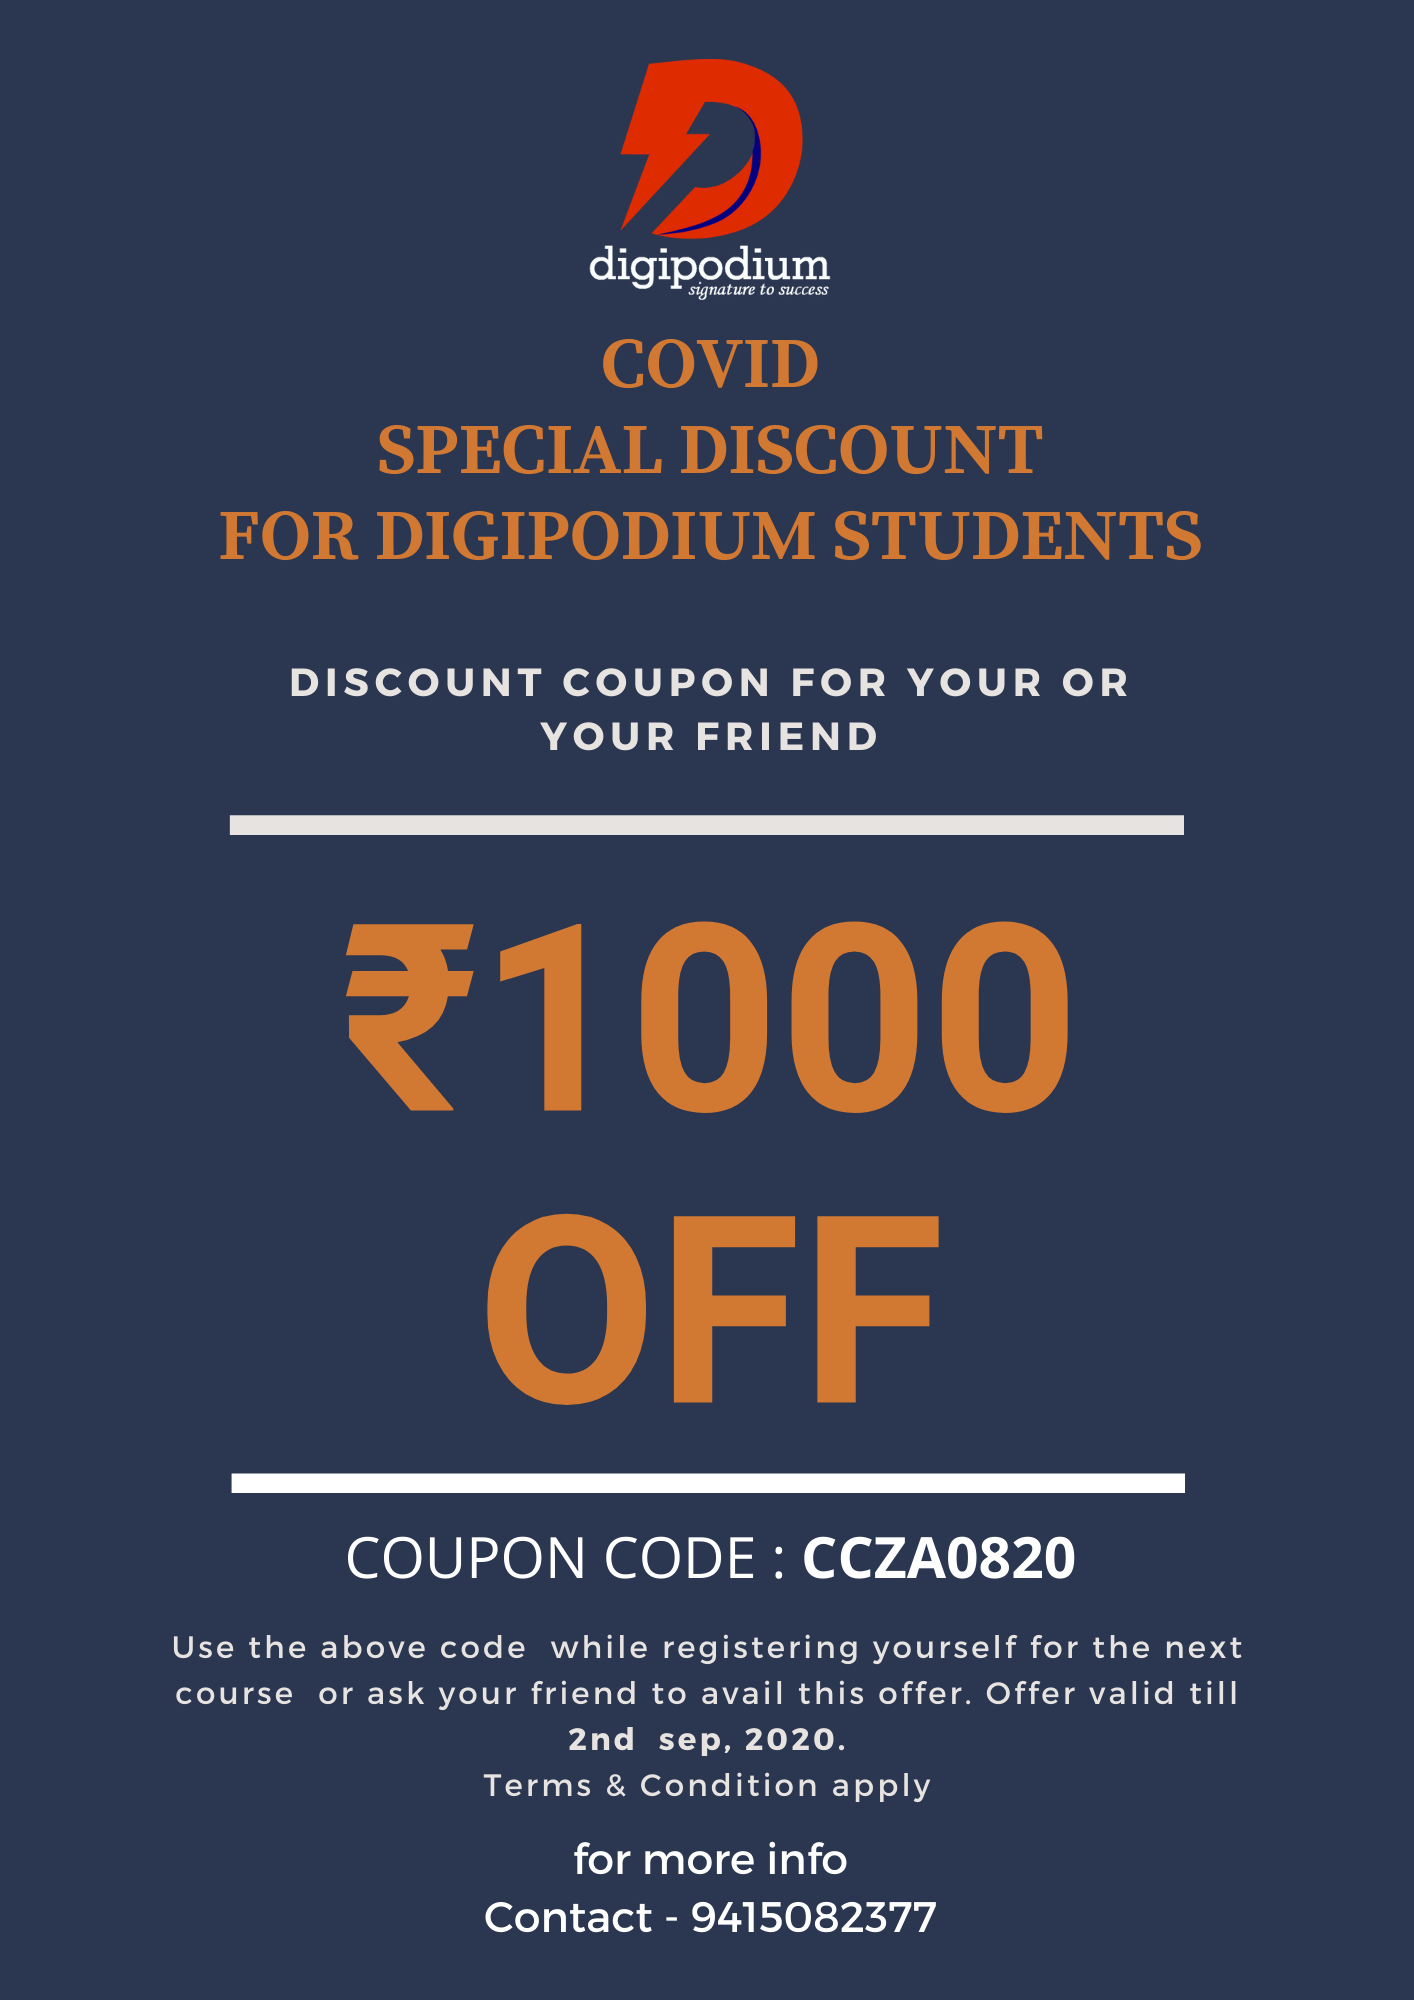 digipodium
signature to success
COVID
SPECIAL DISCOUNT
FOR DIGIPODIUM STUDENTS
DISCOUNT COUPON FOR YOUR OR
YOUR FRIEND
₹1000
OFF
COUPON CODE : CCZA0820
Use the above code  while registering yourself for the next
course  or ask your friend to avail this offer. Offer valid till
2nd  sep, 2020.
Terms & Condition apply
for more info
Contact - 9415082377